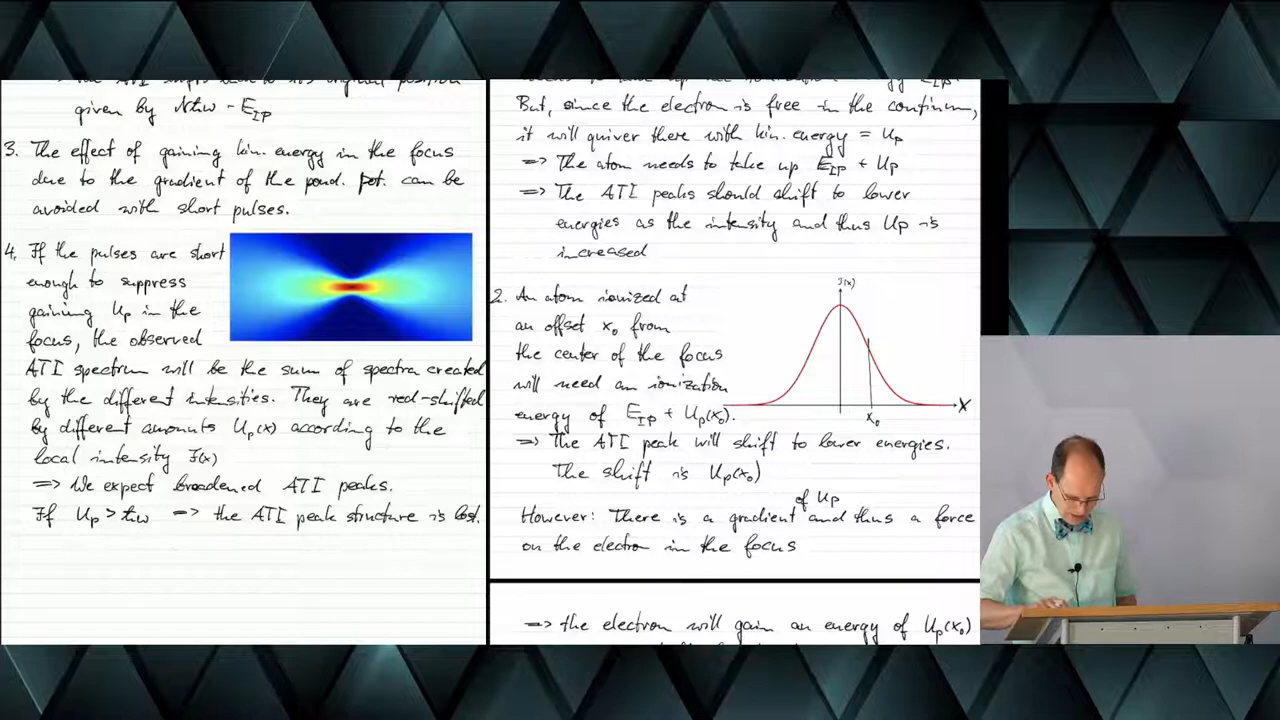 given by Nħω - E_IP
3. The effect of gaining kin. energy in the focus
due to the gradient of the pond. pot. can be
avoided with short pulses.
4. If the pulses are short
enough to suppress
gaining Up in the
focus, the observed
ATI spectrum will be the sum of spectra created
by the different intensities. They are red-shifted
by different amounts Up(x) according to the
local intensity I(x)
=> We expect broadened ATI peaks.
If Up > ħω => the ATI peak structure is lost.
But, since the electron is free in the continuum,
it will quiver there with kin. energy = Up
=> The atom needs to take up E_IP + Up
=> The ATI peaks should shift to lower
energies as the intensity and thus Up is
increased
2. An atom ionized at
an offset x₀ from
the center of the focus
will need an ionization
energy of E_IP + Up(x₀).
I(x)
X
x₀
=> the ATI peak will shift to lower energies.
The shift is Up(x₀)
of Up
However: There is a gradient and thus a force
on the electron in the focus
=> the electron will gain an energy of Up(x₀)